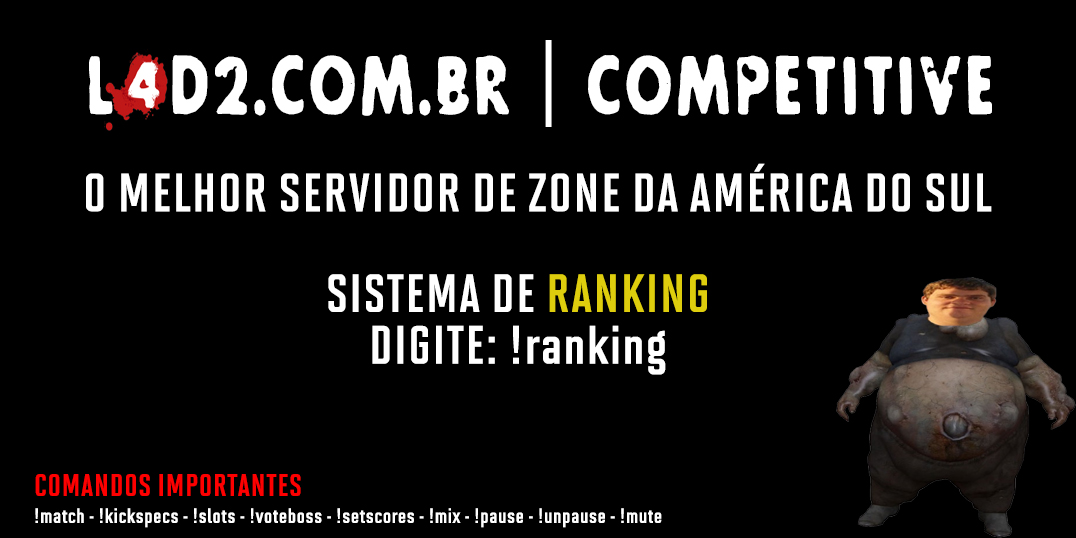 L4D2.COM.BR | COMPETITIVE
O MELHOR SERVIDOR DE ZONE DA AMÉRICA DO SUL
SISTEMA DE RANKING
DIGITE: !ranking
COMANDOS IMPORTANTES
!match - !kickspecs - !slots - !voteboss - !setscores - !mix - !pause - !unpause - !mute